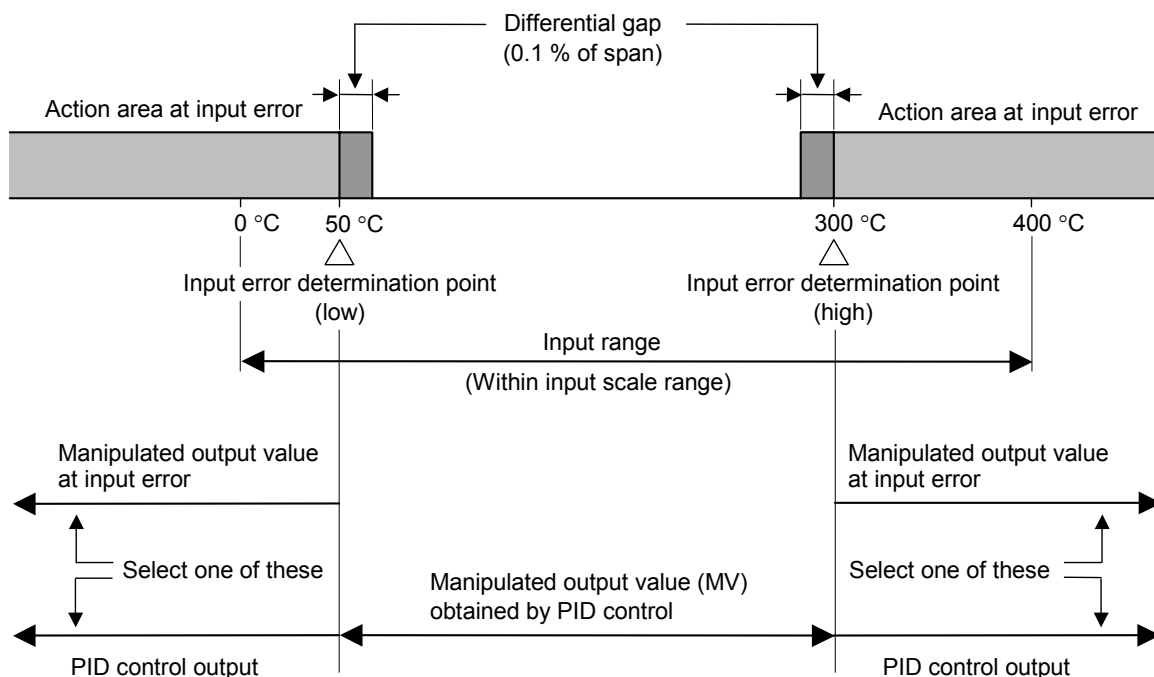 Differential gap
(0.1 % of span)
Action area at input error
Action area at input error
0 °C
50 °C
300 °C
400 °C
Input error determination point
(low)
Input error determination point
(high)
Input range
(Within input scale range)
Manipulated output value
at input error
Manipulated output value
at input error
Select one of these
Manipulated output value (MV)
obtained by PID control
Select one of these
PID control output
PID control output